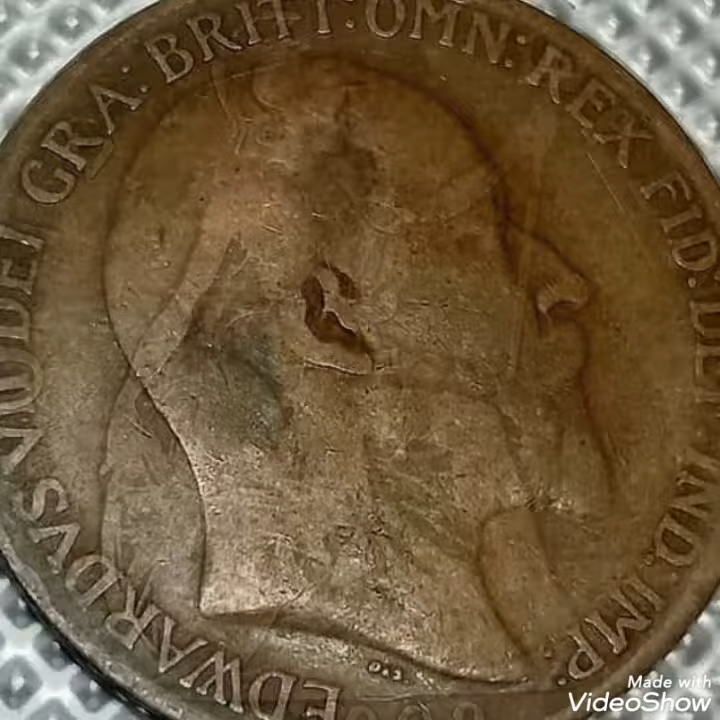 EDWARDVS VII DEI GRA: BRITT: OMN: REX FID: DEF: IND: IMP:
Made with
VideoShow